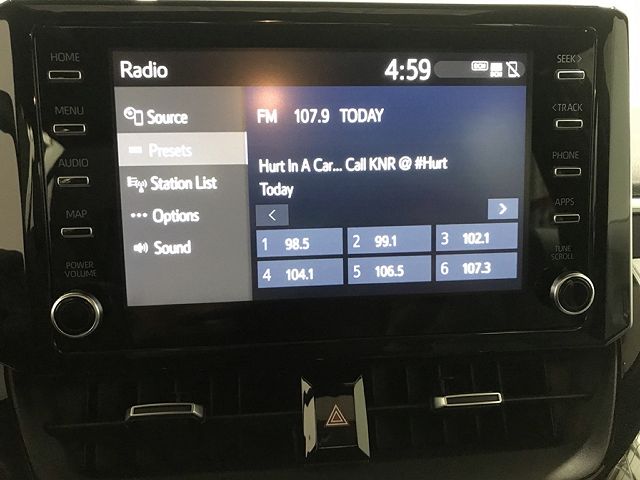 HOME
MENU
AUDIO
MAP
POWER
VOLUME
Radio
4:59
Source
Presets
Station List
Options
Sound
FM 107.9 TODAY
Hurt In A Car... Call KNR @ #Hurt
Today
< >
1 98.5 2 99.1 3 102.1
4 104.1 5 106.5 6 107.3
SEEK>
<TRACK
PHONE
APPS
TUNE
SCROLL